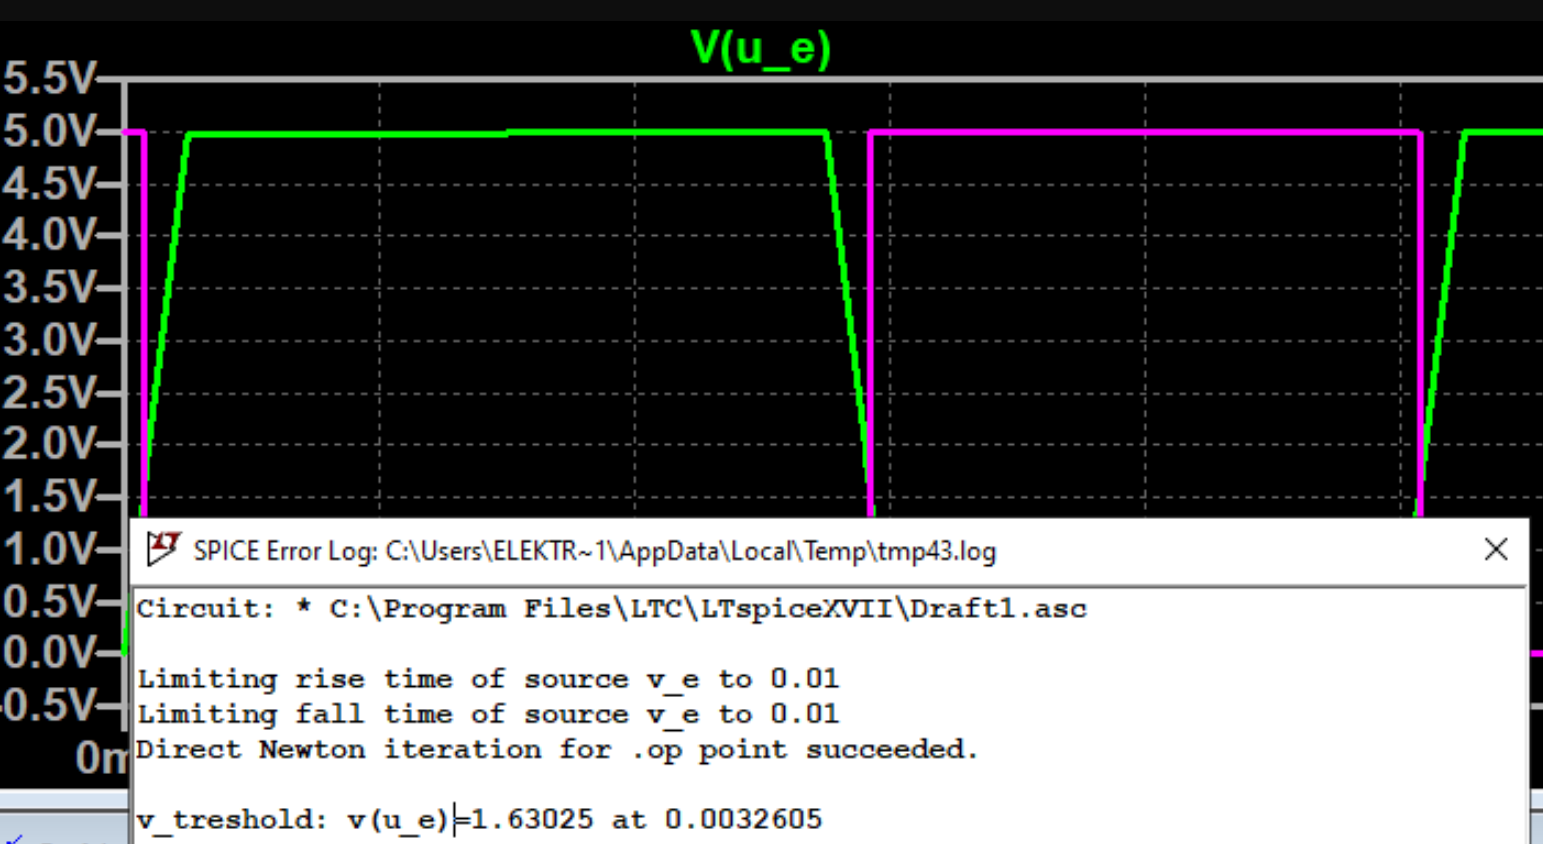 V(u_e)
5.5V
5.0V
4.5V
4.0V
3.5V
3.0V
2.5V
2.0V
1.5V
1.0V
0.5V
0.0V
-0.5V
0m
SPICE Error Log: C:\Users\ELEKTR~1\AppData\Local\Temp\tmp43.log
Circuit: * C:\Program Files\LTC\LTspiceXVII\Draft1.asc
Limiting rise time of source v_e to 0.01
Limiting fall time of source v_e to 0.01
Direct Newton iteration for .op point succeeded.
v_treshold: v(u_e)=1.63025 at 0.0032605